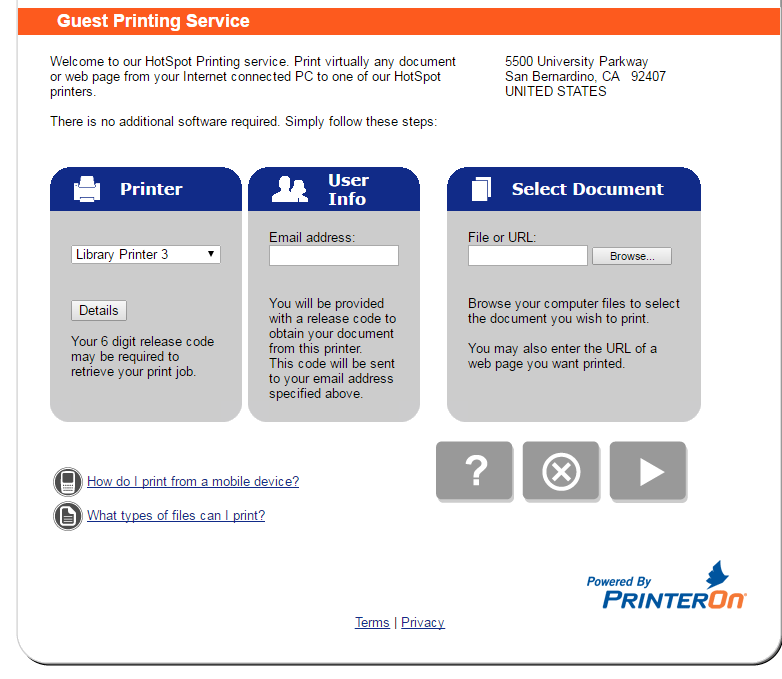 Guest Printing Service
Welcome to our HotSpot Printing service. Print virtually any document
or web page from your Internet connected PC to one of our HotSpot
printers.
There is no additional software required. Simply follow these steps:
5500 University Parkway
San Bernardino, CA 92407
UNITED STATES
Printer
Library Printer 3
Details
Your 6 digit release code
may be required to
retrieve your print job.
User
Info
Email address:
You will be provided
with a release code to
obtain your document
from this printer.
This code will be sent
to your email address
specified above.
Select Document
File or URL:
Browse...
Browse your computer files to select
the document you wish to print.
You may also enter the URL of a
web page you want printed.
How do I print from a mobile device?
What types of files can I print?
?
Powered By
PRINTERON
Terms | Privacy